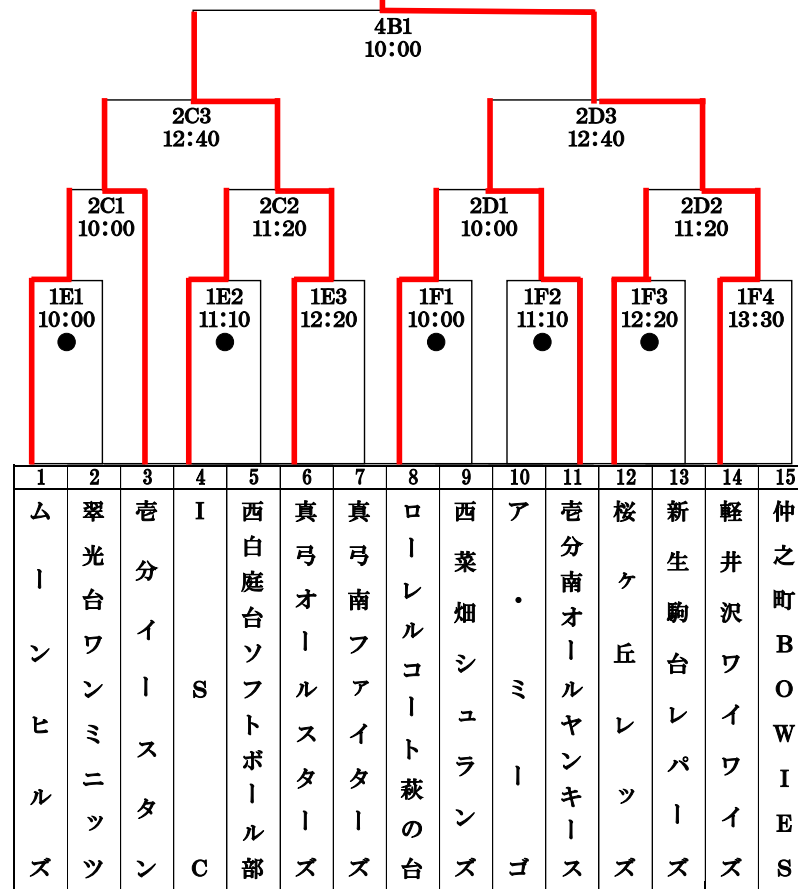 4B1
10:00
2C3
12:40
2D3
12:40
2C1
10:00
2C2
11:20
2D1
10:00
2D2
11:20
1E1
10:00
●
1E2
11:10
●
1E3
12:20
1F1
10:00
●
1F2
11:10
●
1F3
12:20
●
1F4
13:30
1 2 3 4 5 6 7 8 9 10 11 12 13 14 15
ムーンヒルズ
翠光台ワンミニッツ
壱分イースタン
ISC
西白庭台ソフトボール部
真弓オールスターズ
真弓南ファイターズ
ローレルコート萩の台
西菜畑シュランズ
ア・ミーゴ
壱分南オールヤンキース
桜ヶ丘レッズ
新生駒台レパーズ
軽井沢ワイワイズ
仲之町BOWIES